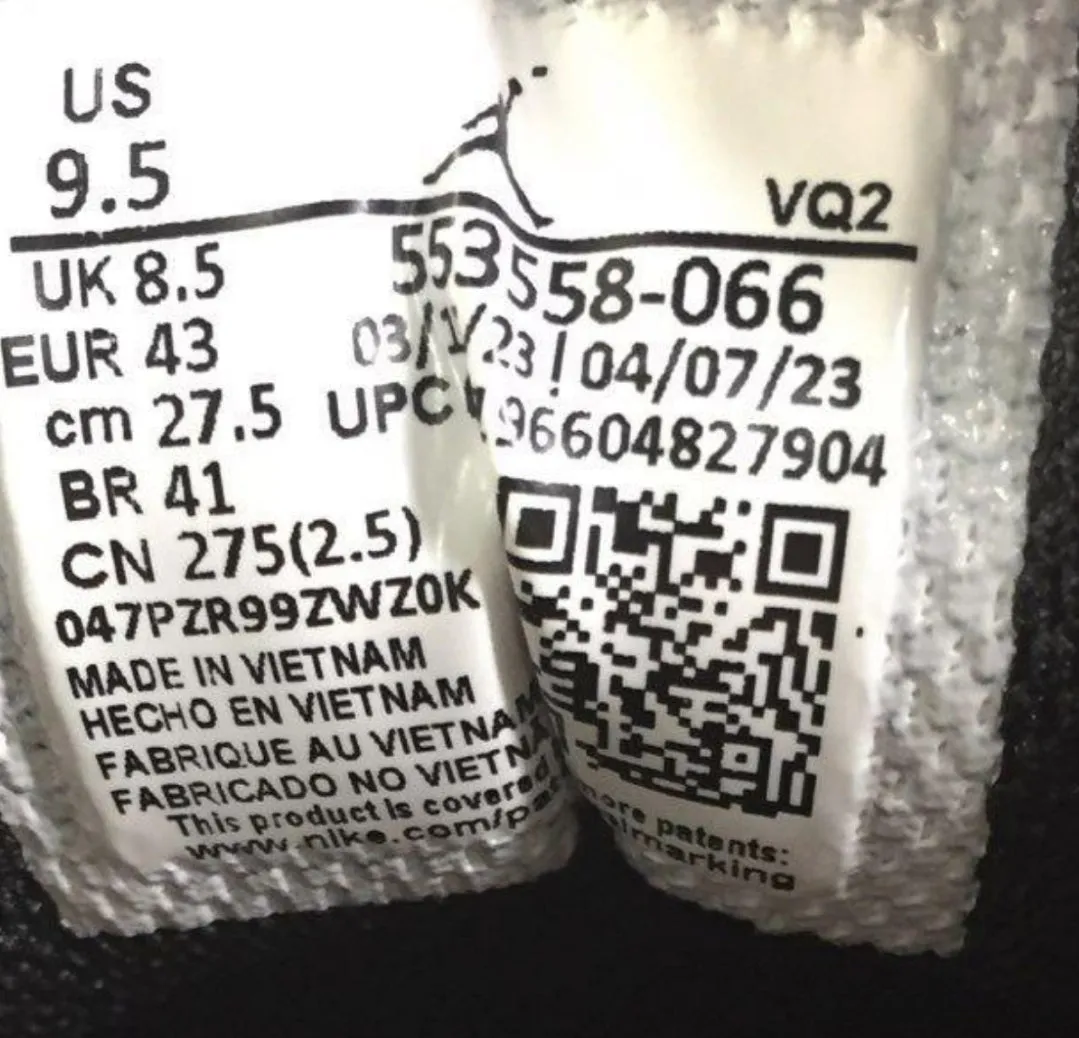 US
9.5
VQ2
UK 8.5
553558-066
EUR 43
04/07/23
cm 27.5
UPC 196604827904
BR 41
CN 275(2.5)
047PZR99ZWZ0K
MADE IN VIETNAM
HECHO EN VIETNAM
FABRIQUE AU VIETNAM
FABRICADO NO VIETNAM
This product is covered
more patents:
www.nike.com/